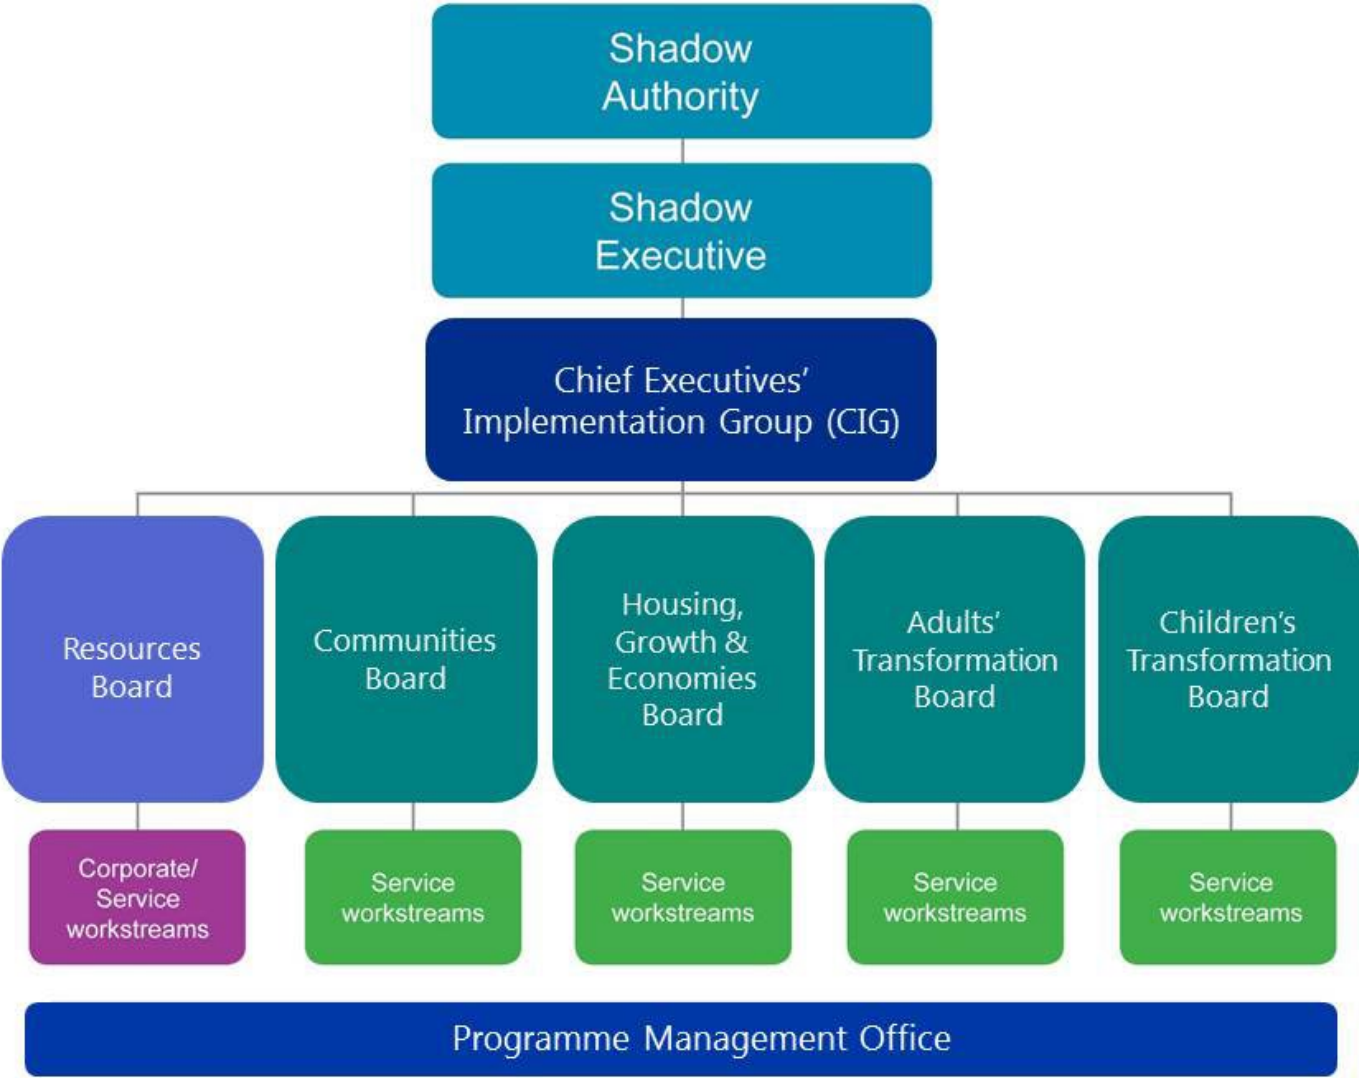 Shadow
Authority
Shadow
Executive
Chief Executives’
Implementation Group (CIG)
Resources
Board
Communities
Board
Housing,
Growth &
Economies
Board
Adults’
Transformation
Board
Children’s
Transformation
Board
Corporate/
Service
workstreams
Service
workstreams
Service
workstreams
Service
workstreams
Service
workstreams
Programme Management Office